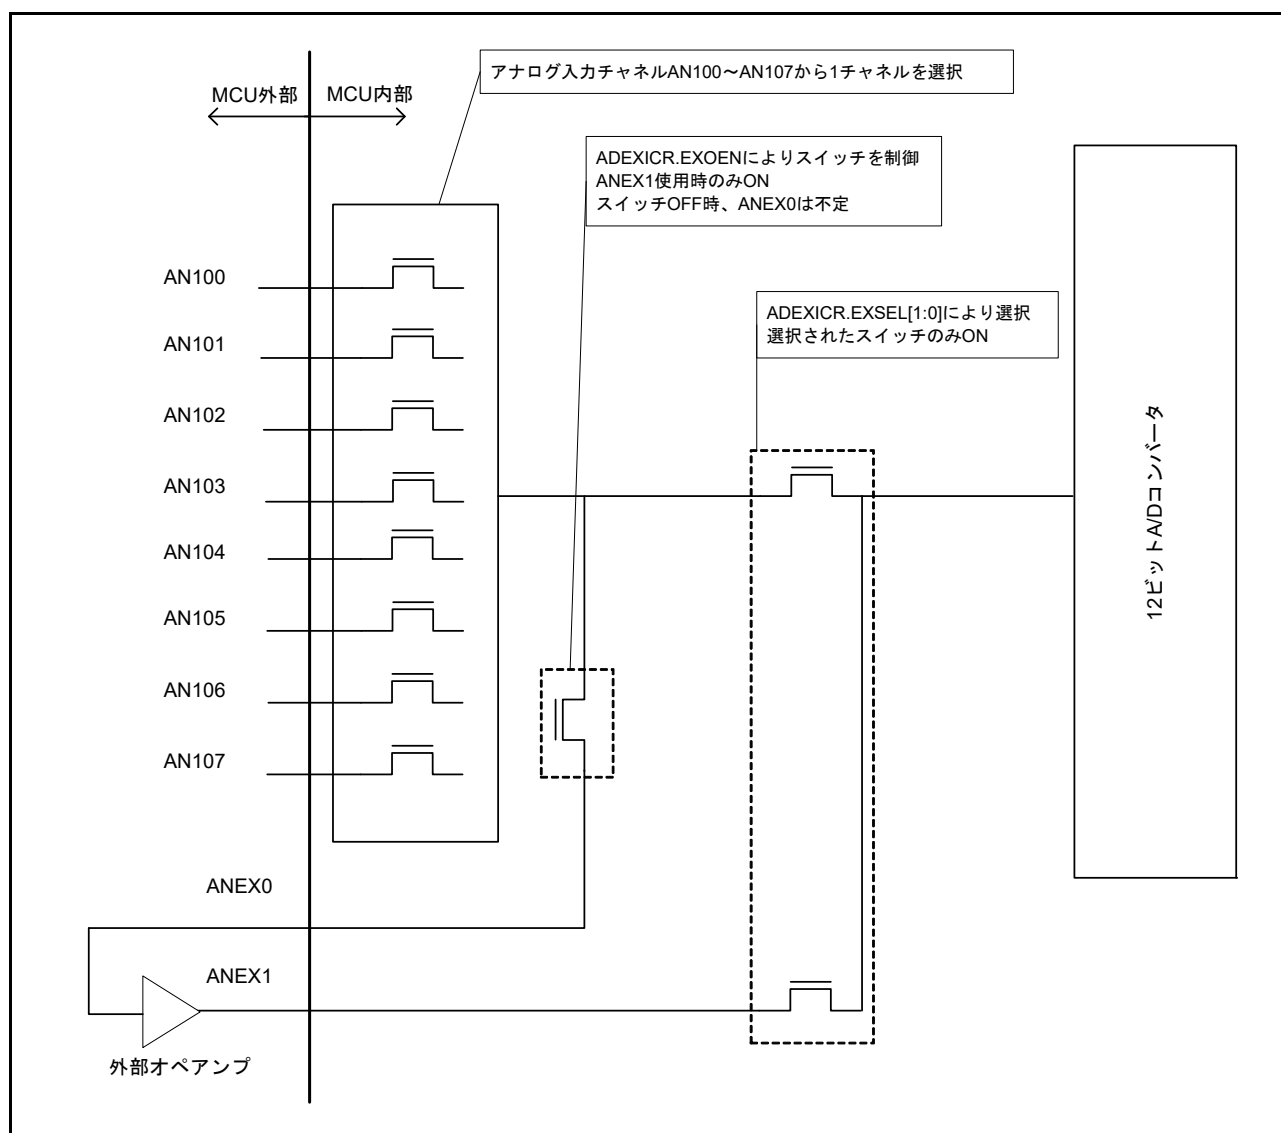 アナログ入力チャネルAN100～AN107から1チャネルを選択
MCU外部
MCU内部
ADEXICR.EXOENによりスイッチを制御
ANEX1使用時のみON
スイッチOFF時、ANEX0は不定
AN100
ADEXICR.EXSEL[1:0]により選択
選択されたスイッチのみON
AN101
AN102
AN103
AN104
AN105
AN106
AN107
12ビットA/Dコンバータ
ANEX0
ANEX1
外部オペアンプ